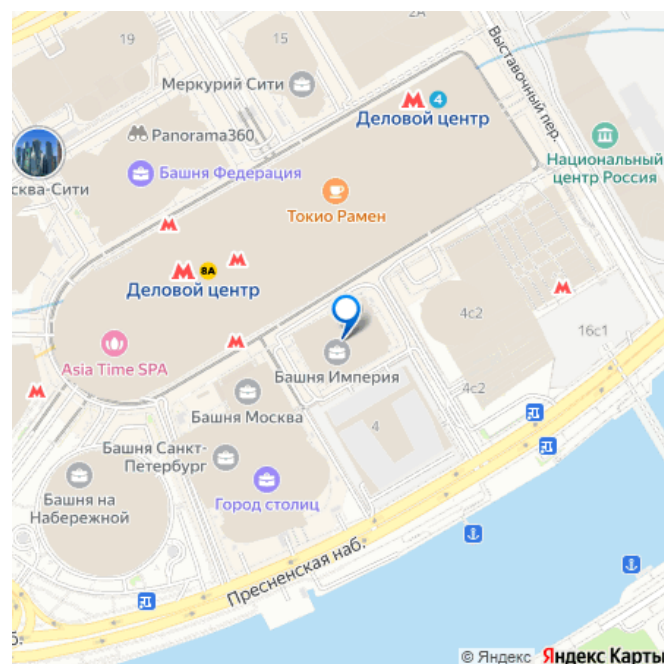 19
15
2А
Меркурий Сити
4
Деловой центр
Выставочный пер.
Panorama360
Национальный
центр Россия
сква-Сити
Башня Федерация
Токио Рамен
8А
Деловой центр
4с2
16с1
Asia Time SPA
Башня Империя
4с2
Башня Москва
4
Башня Санкт-
Петербург
Башня на
Набережной
Город столиц
Пресненская наб.
б.
5.
© Яндекс Яндекс Карты